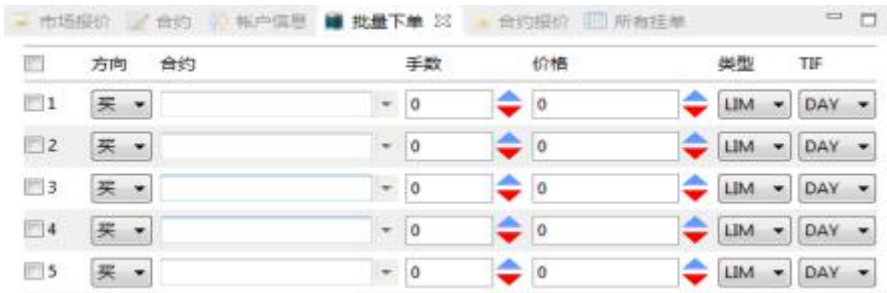 市场报价 合约 帐户信息 批量下单 合约报价 所有挂单
方向 合约 手数 价格 类型 TIF
1 买 0 0 LIM DAY
2 买 0 0 LIM DAY
3 买 0 0 LIM DAY
4 买 0 0 LIM DAY
5 买 0 0 LIM DAY